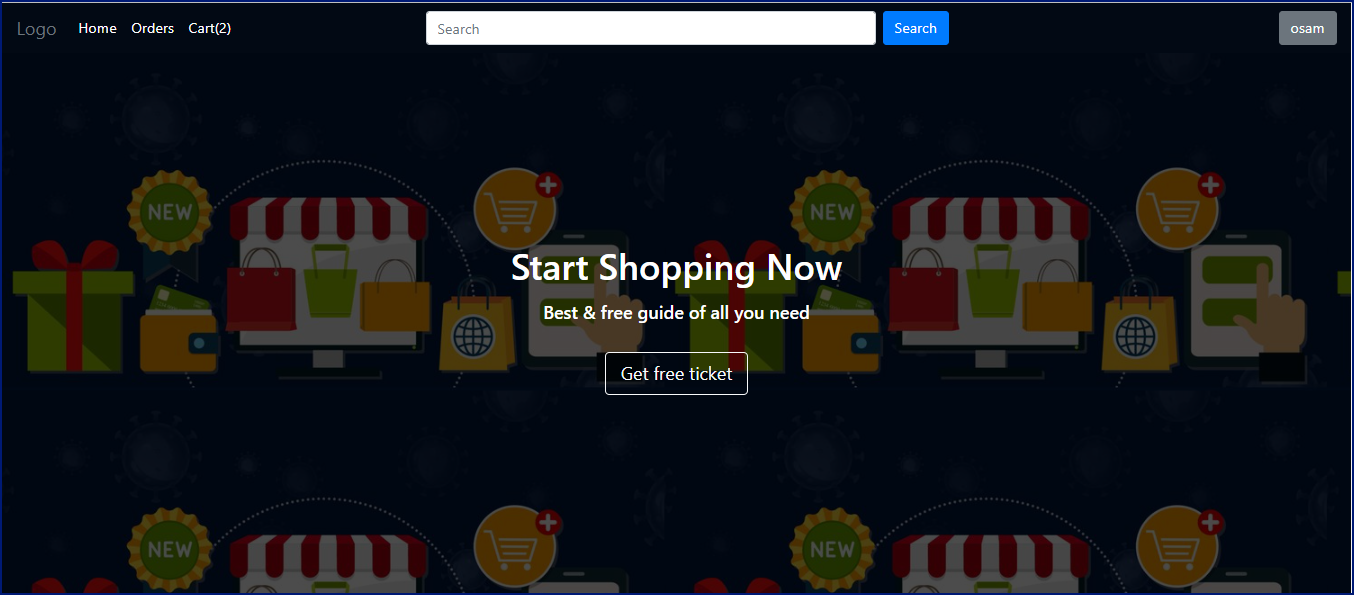 Logo Home Orders Cart(2) Search Search osam
NEW NEW
Start Shopping Now
Best & free guide of all you need
Get free ticket
NEW NEW